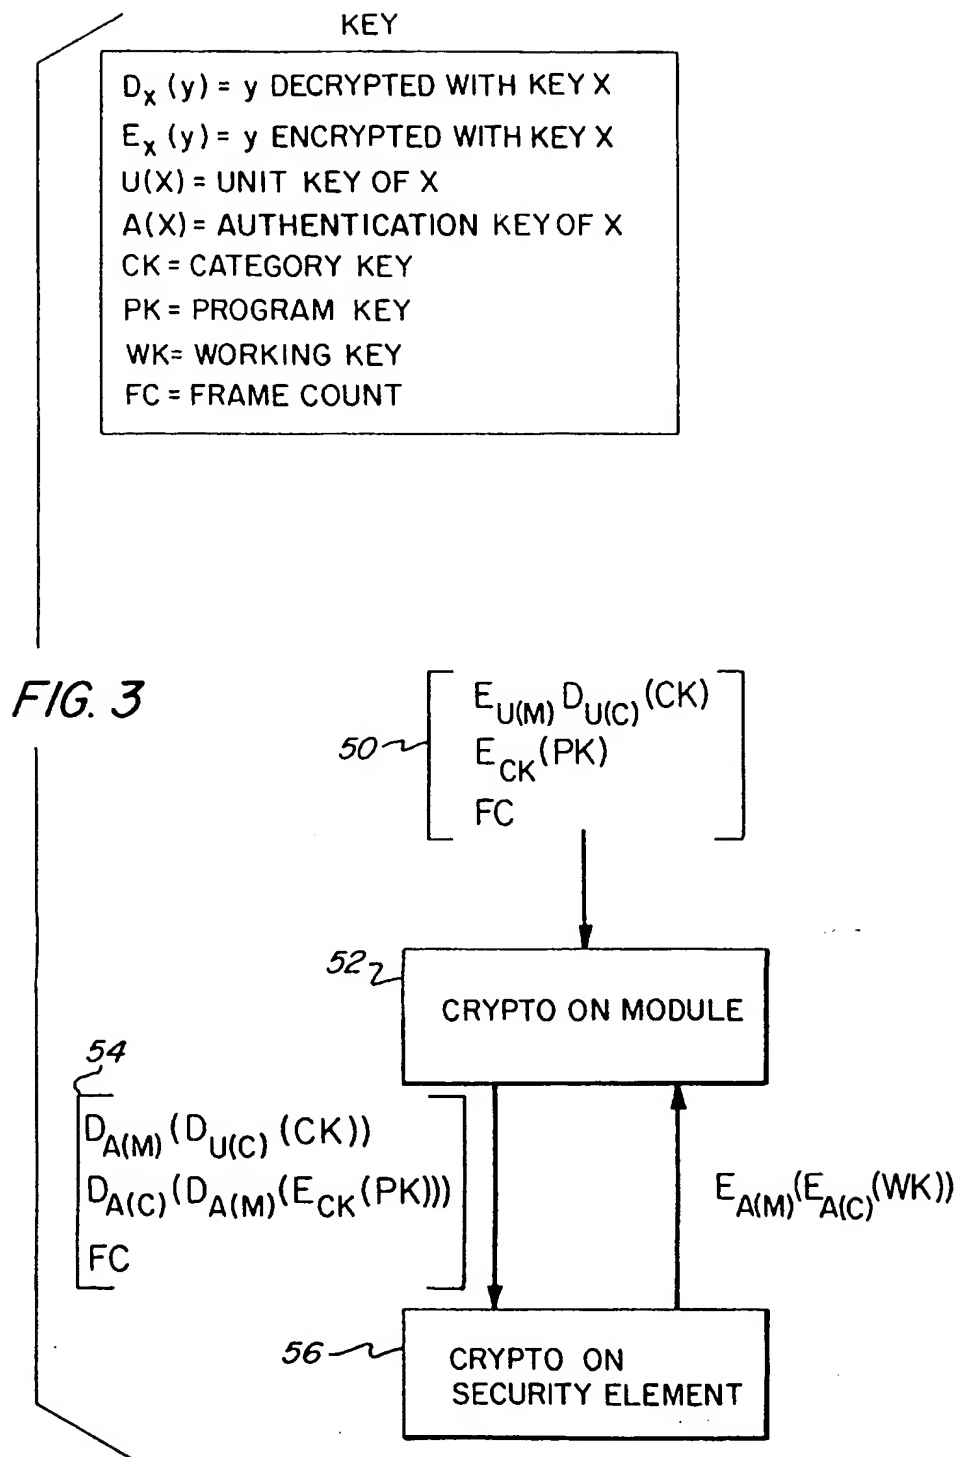 KEY
Dₓ (y) = y DECRYPTED WITH KEY X
Eₓ (y) = y ENCRYPTED WITH KEY X
U(X) = UNIT KEY OF X
A(X) = AUTHENTICATION KEY OF X
CK = CATEGORY KEY
PK = PROGRAM KEY
WK= WORKING KEY
FC = FRAME COUNT
FIG. 3
50
E_U(M) D_U(C) (CK)
E_CK (PK)
FC
52
CRYPTO ON MODULE
54
D_A(M) (D_U(C) (CK))
D_A(C) (D_A(M) (E_CK (PK)))
FC
E_A(M) (E_A(C) (WK))
56
CRYPTO ON
SECURITY ELEMENT